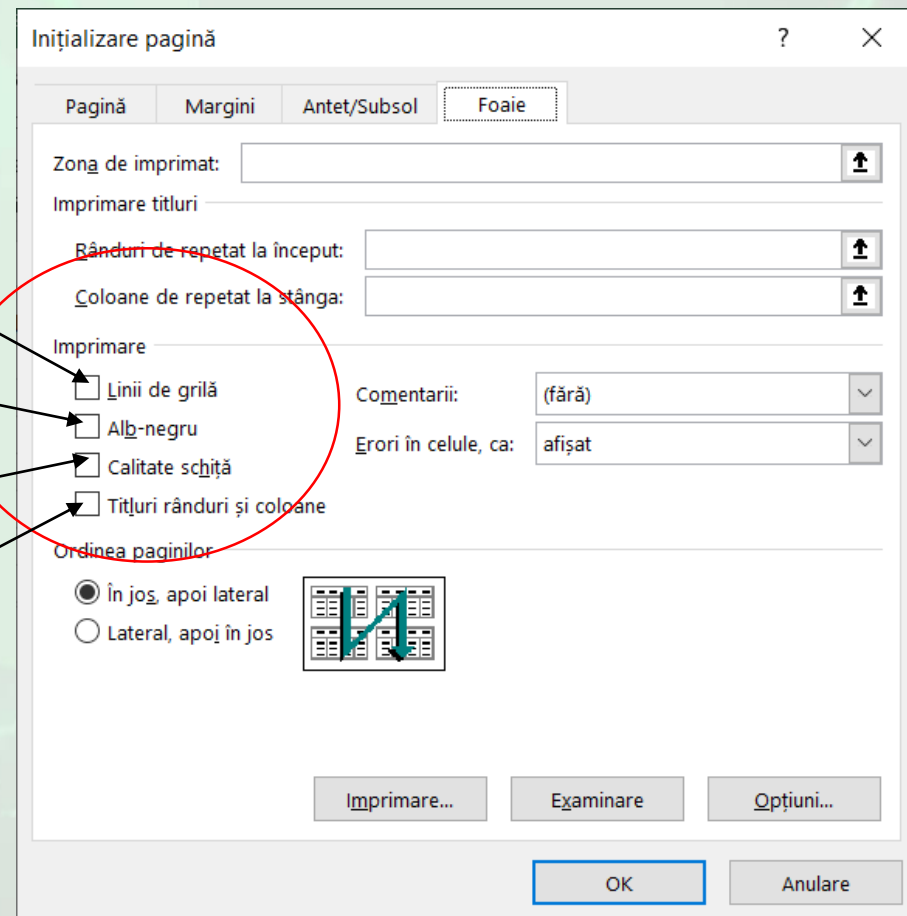 Inițializare pagină ?
Pagină Margini Antet/Subsol Foaie
Zona de imprimat:
Imprimare titluri
Rânduri de repetat la început:
Coloane de repetat la stânga:
Imprimare
Linii de grilă
Comentarii: (fără)
Alb-negru
Erori în celule, ca: afișat
Calitate schiță
Titluri rânduri și coloane
Ordinea paginilor
În jos, apoi lateral
Lateral, apoi în jos
Imprimare... Examinare Opțiuni...
OK Anulare